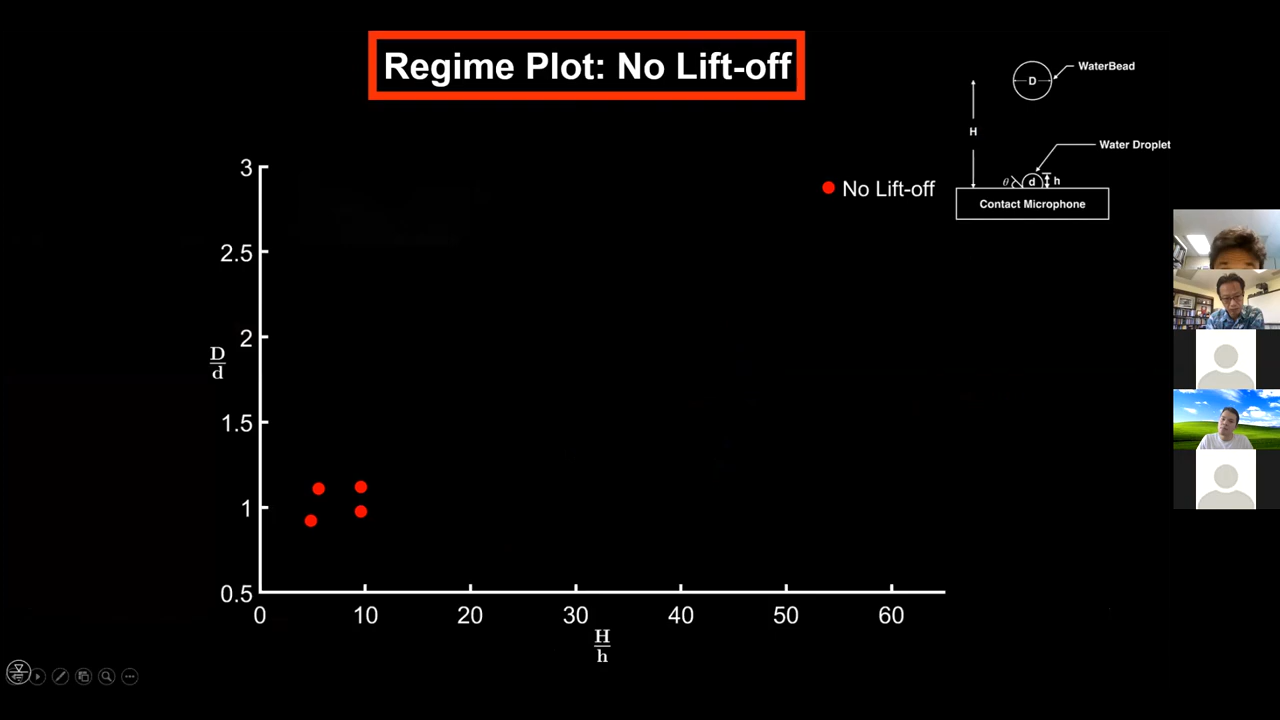 Regime Plot: No Lift-off
WaterBead
D
H
Water Droplet
θ
d
h
Contact Microphone
No Lift-off
3
2.5
2
1.5
1
0.5
D
d
0
10
20
30
40
50
60
H
h